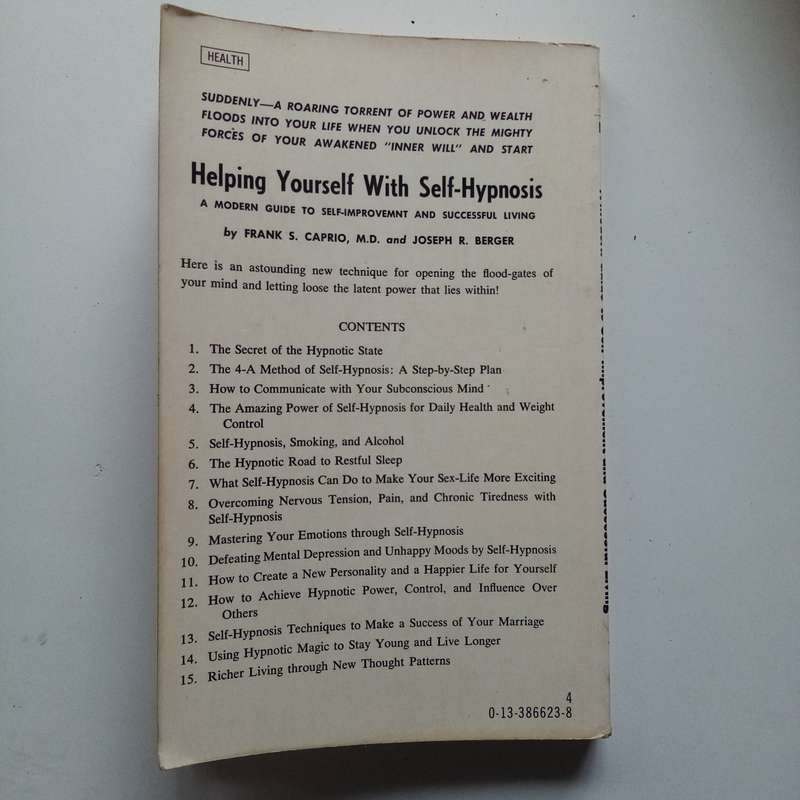 HEALTH
SUDDENLY—A ROARING TORRENT OF POWER AND WEALTH
FLOODS INTO YOUR LIFE WHEN YOU UNLOCK THE MIGHTY
FORCES OF YOUR AWAKENED "INNER WILL" AND START
Helping Yourself With Self-Hypnosis
A MODERN GUIDE TO SELF-IMPROVEMNT AND SUCCESSFUL LIVING
by FRANK S. CAPRIO, M.D. and JOSEPH R. BERGER
Here is an astounding new technique for opening the flood-gates of
your mind and letting loose the latent power that lies within!
CONTENTS
1. The Secret of the Hypnotic State
2. The 4-A Method of Self-Hypnosis: A Step-by-Step Plan
3. How to Communicate with Your Subconscious Mind
4. The Amazing Power of Self-Hypnosis for Daily Health and Weight
Control
5. Self-Hypnosis, Smoking, and Alcohol
6. The Hypnotic Road to Restful Sleep
7. What Self-Hypnosis Can Do to Make Your Sex-Life More Exciting
8. Overcoming Nervous Tension, Pain, and Chronic Tiredness with
Self-Hypnosis
9. Mastering Your Emotions through Self-Hypnosis
10. Defeating Mental Depression and Unhappy Moods by Self-Hypnosis
11. How to Create a New Personality and a Happier Life for Yourself
12. How to Achieve Hypnotic Power, Control, and Influence Over
Others
13. Self-Hypnosis Techniques to Make a Success of Your Marriage
14. Using Hypnotic Magic to Stay Young and Live Longer
15. Richer Living through New Thought Patterns
4
0-13-386623-8